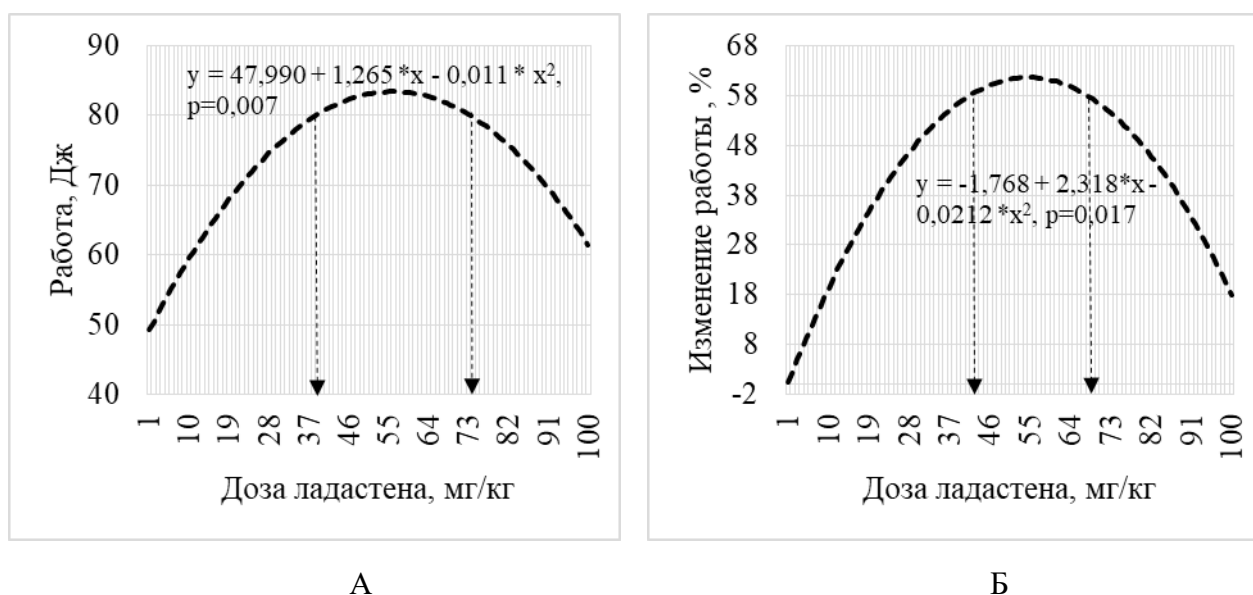 90
80
70
60
50
40
Работа, Дж
y = 47,990 + 1,265 *x - 0,011 * x²,
p=0,007
1 10 19 28 37 46 55 64 73 82 91 100
Доза ладастена, мг/кг
А
68
58
48
38
28
18
8
-2
Изменение работы , %
y = -1,768 + 2,318*x -
0,0212 *x², p=0,017
1 10 19 28 37 46 55 64 73 82 91 100
Доза ладастена, мг/кг
Б